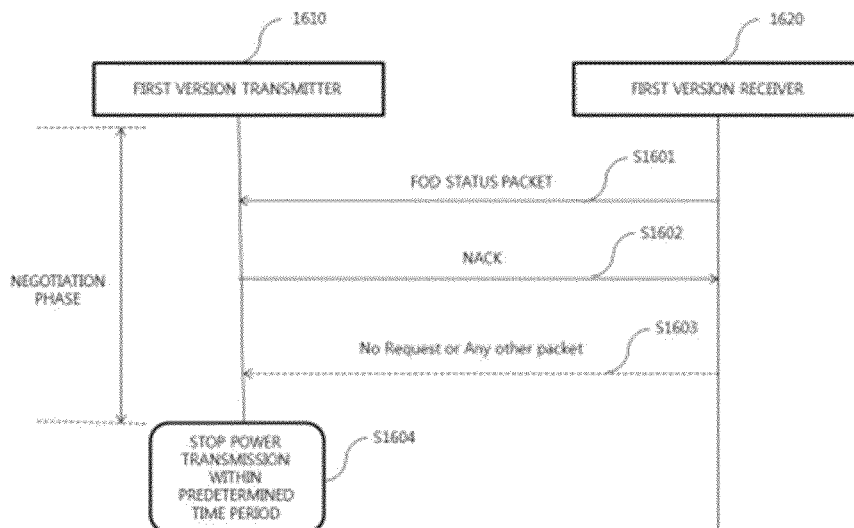 1610
1620
FIRST VERSION TRANSMITTER
FIRST VERSION RECEIVER
S1601
FOD STATUS PACKET
S1602
NACK
NEGOTIATION
PHASE
S1603
No Request or Any other packet
S1604
STOP POWER
TRANSMISSION
WITHIN
PREDETERMINED
TIME PERIOD